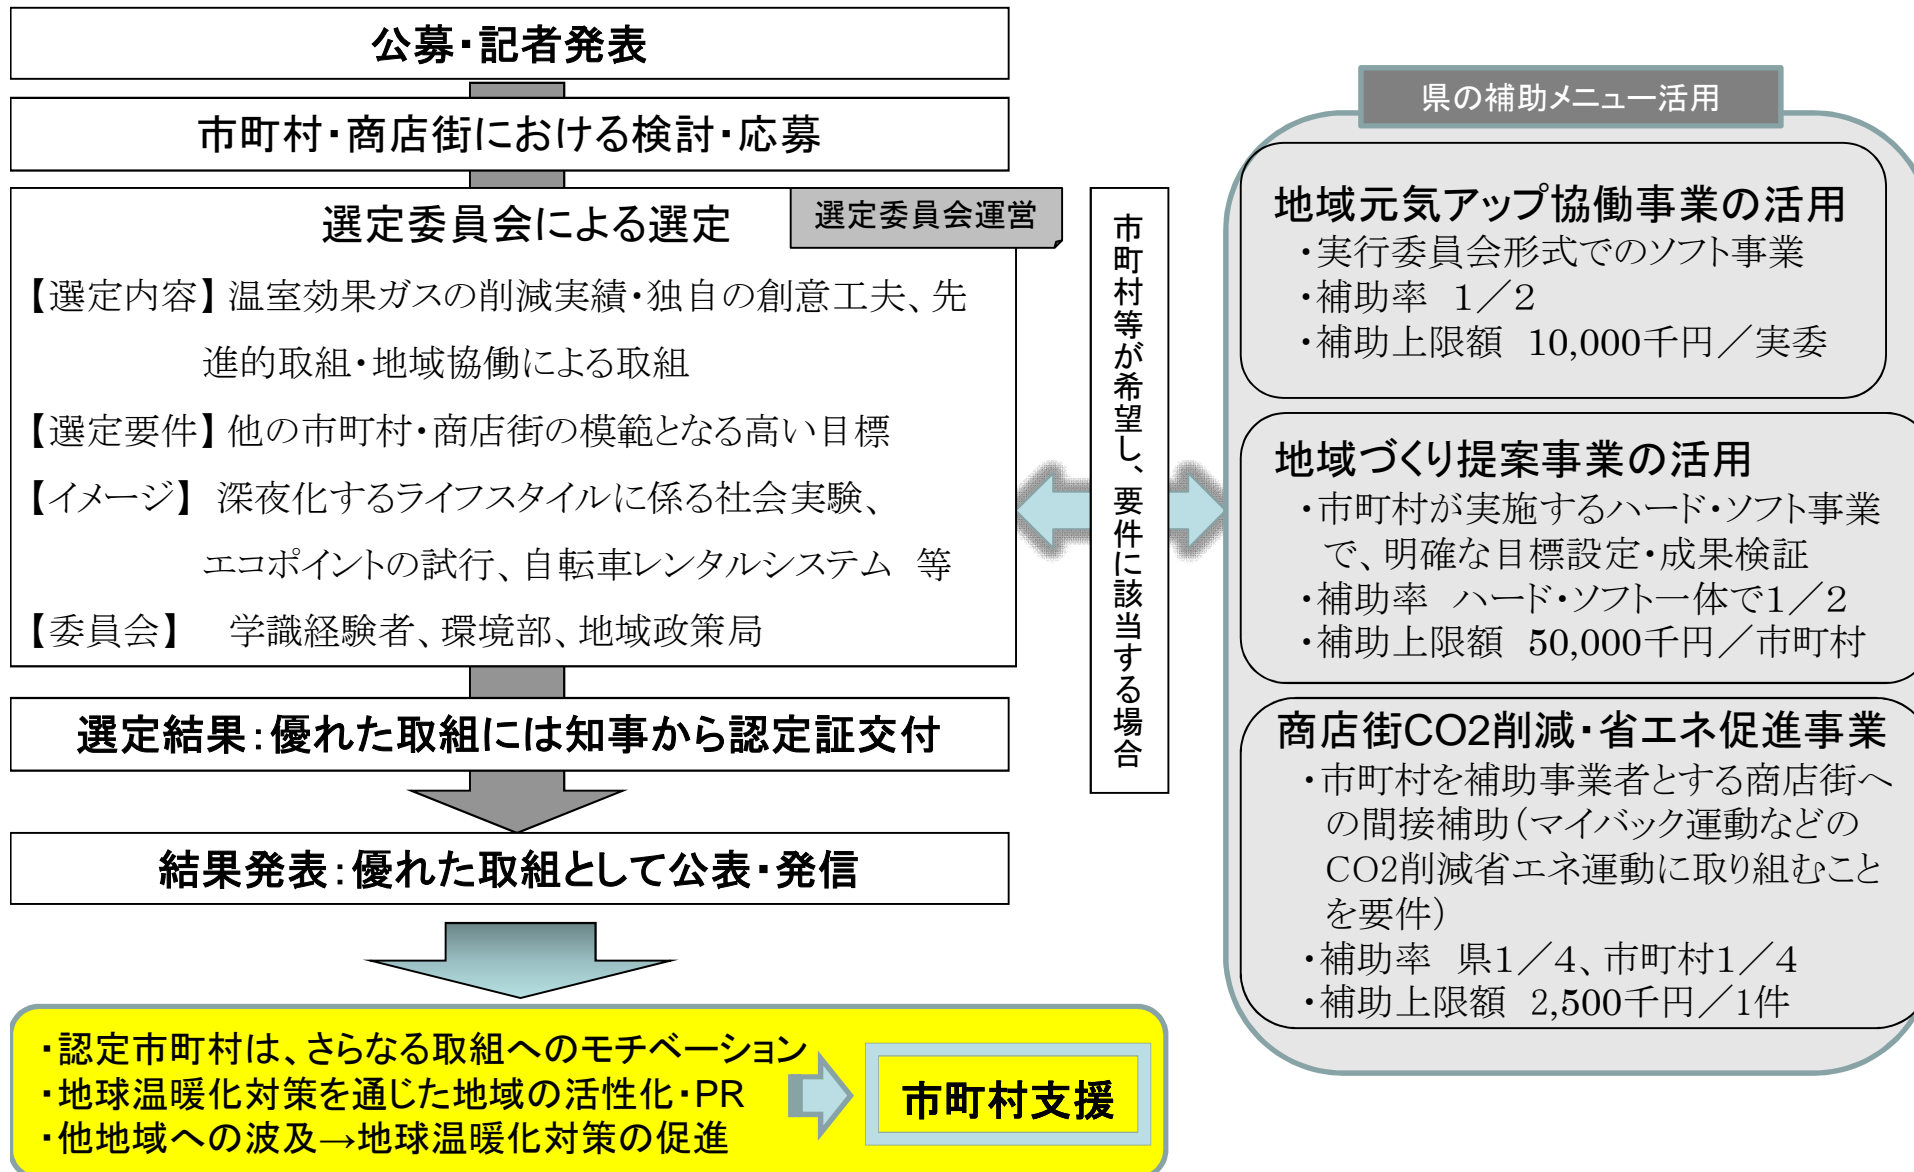 公募・記者発表
市町村・商店街における検討・応募
選定委員会による選定
選定委員会運営
【選定内容】温室効果ガスの削減実績・独自の創意工夫、先
進的取組・地域協働による取組
【選定要件】他の市町村・商店街の模範となる高い目標
【イメージ】 深夜化するライフスタイルに係る社会実験、
エコポイントの試行、自転車レンタルシステム 等
【委員会】 学識経験者、環境部、地域政策局
選定結果：優れた取組には知事から認定証交付
結果発表：優れた取組として公表・発信
・認定市町村は、さらなる取組へのモチベーション
・地球温暖化対策を通じた地域の活性化・PR
・他地域への波及→地球温暖化対策の促進
市町村支援
市町村等が希望し、要件に該当する場合
県の補助メニュー活用
地域元気アップ協働事業の活用
・実行委員会形式でのソフト事業
・補助率 1／2
・補助上限額 10,000千円／実委
地域づくり提案事業の活用
・市町村が実施するハード・ソフト事業
で、明確な目標設定・成果検証
・補助率 ハード・ソフト一体で1／2
・補助上限額 50,000千円／市町村
商店街CO2削減・省エネ促進事業
・市町村を補助事業者とする商店街へ
の間接補助（マイバック運動などの
CO2削減省エネ運動に取り組むこと
を要件）
・補助率 県1／4、市町村1／4
・補助上限額 2,500千円／1件